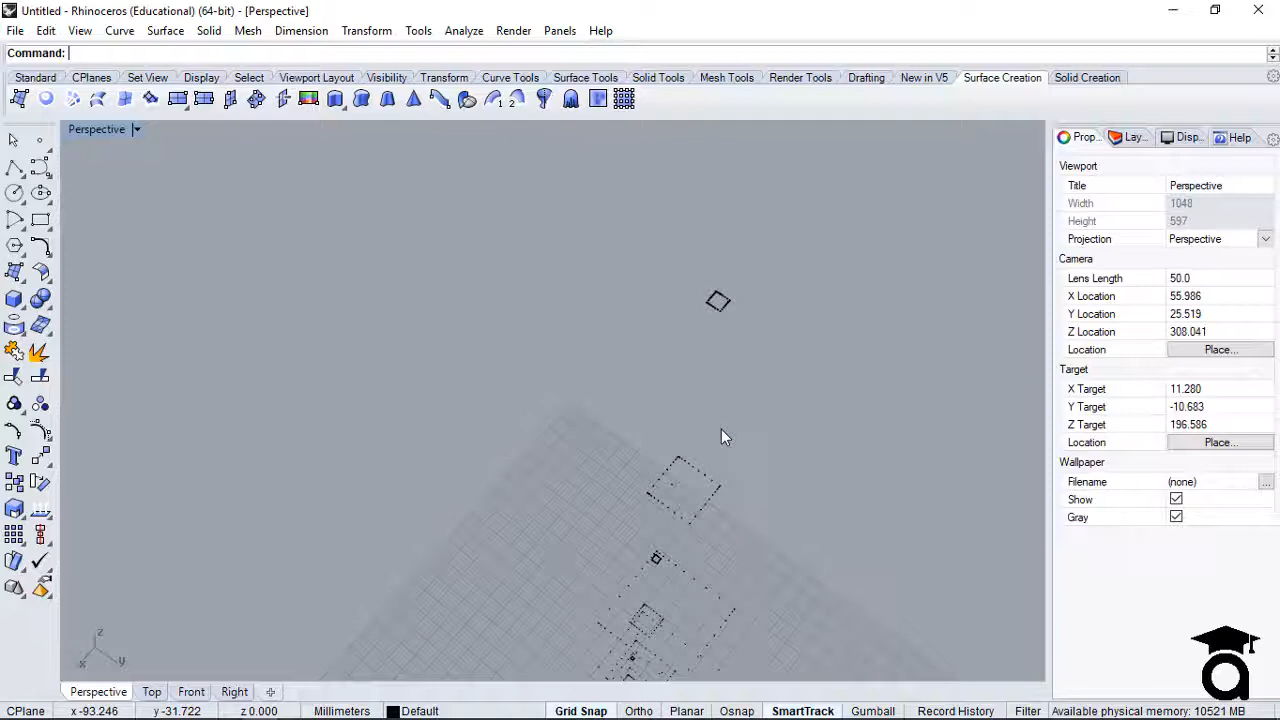 Untitled - Rhinoceros (Educational) (64-bit) - [Perspective]
File Edit View Curve Surface Solid Mesh Dimension Transform Tools Analyze Render Panels Help
Command:
Standard CPlanes Set View Display Select Viewport Layout Visibility Transform Curve Tools Surface Tools Solid Tools Mesh Tools Render Tools Drafting New in V5 Surface Creation Solid Creation
Perspective
Prop... Lay... Disp... Help
Viewport
Title Perspective
Width 1048
Height 597
Projection Perspective
Camera
Lens Length 50.0
X Location 55.986
Y Location 25.519
Z Location 308.041
Location Place...
Target
X Target 11.280
Y Target -10.683
Z Target 196.586
Location Place...
Wallpaper
Filename (none) ...
Show
Gray
z
x y
Perspective Top Front Right
CPlane x -93.246 y -31.722 z 0.000 Millimeters Default Grid Snap Ortho Planar Osnap SmartTrack Gumball Record History Filter Available physical memory: 10521 MB